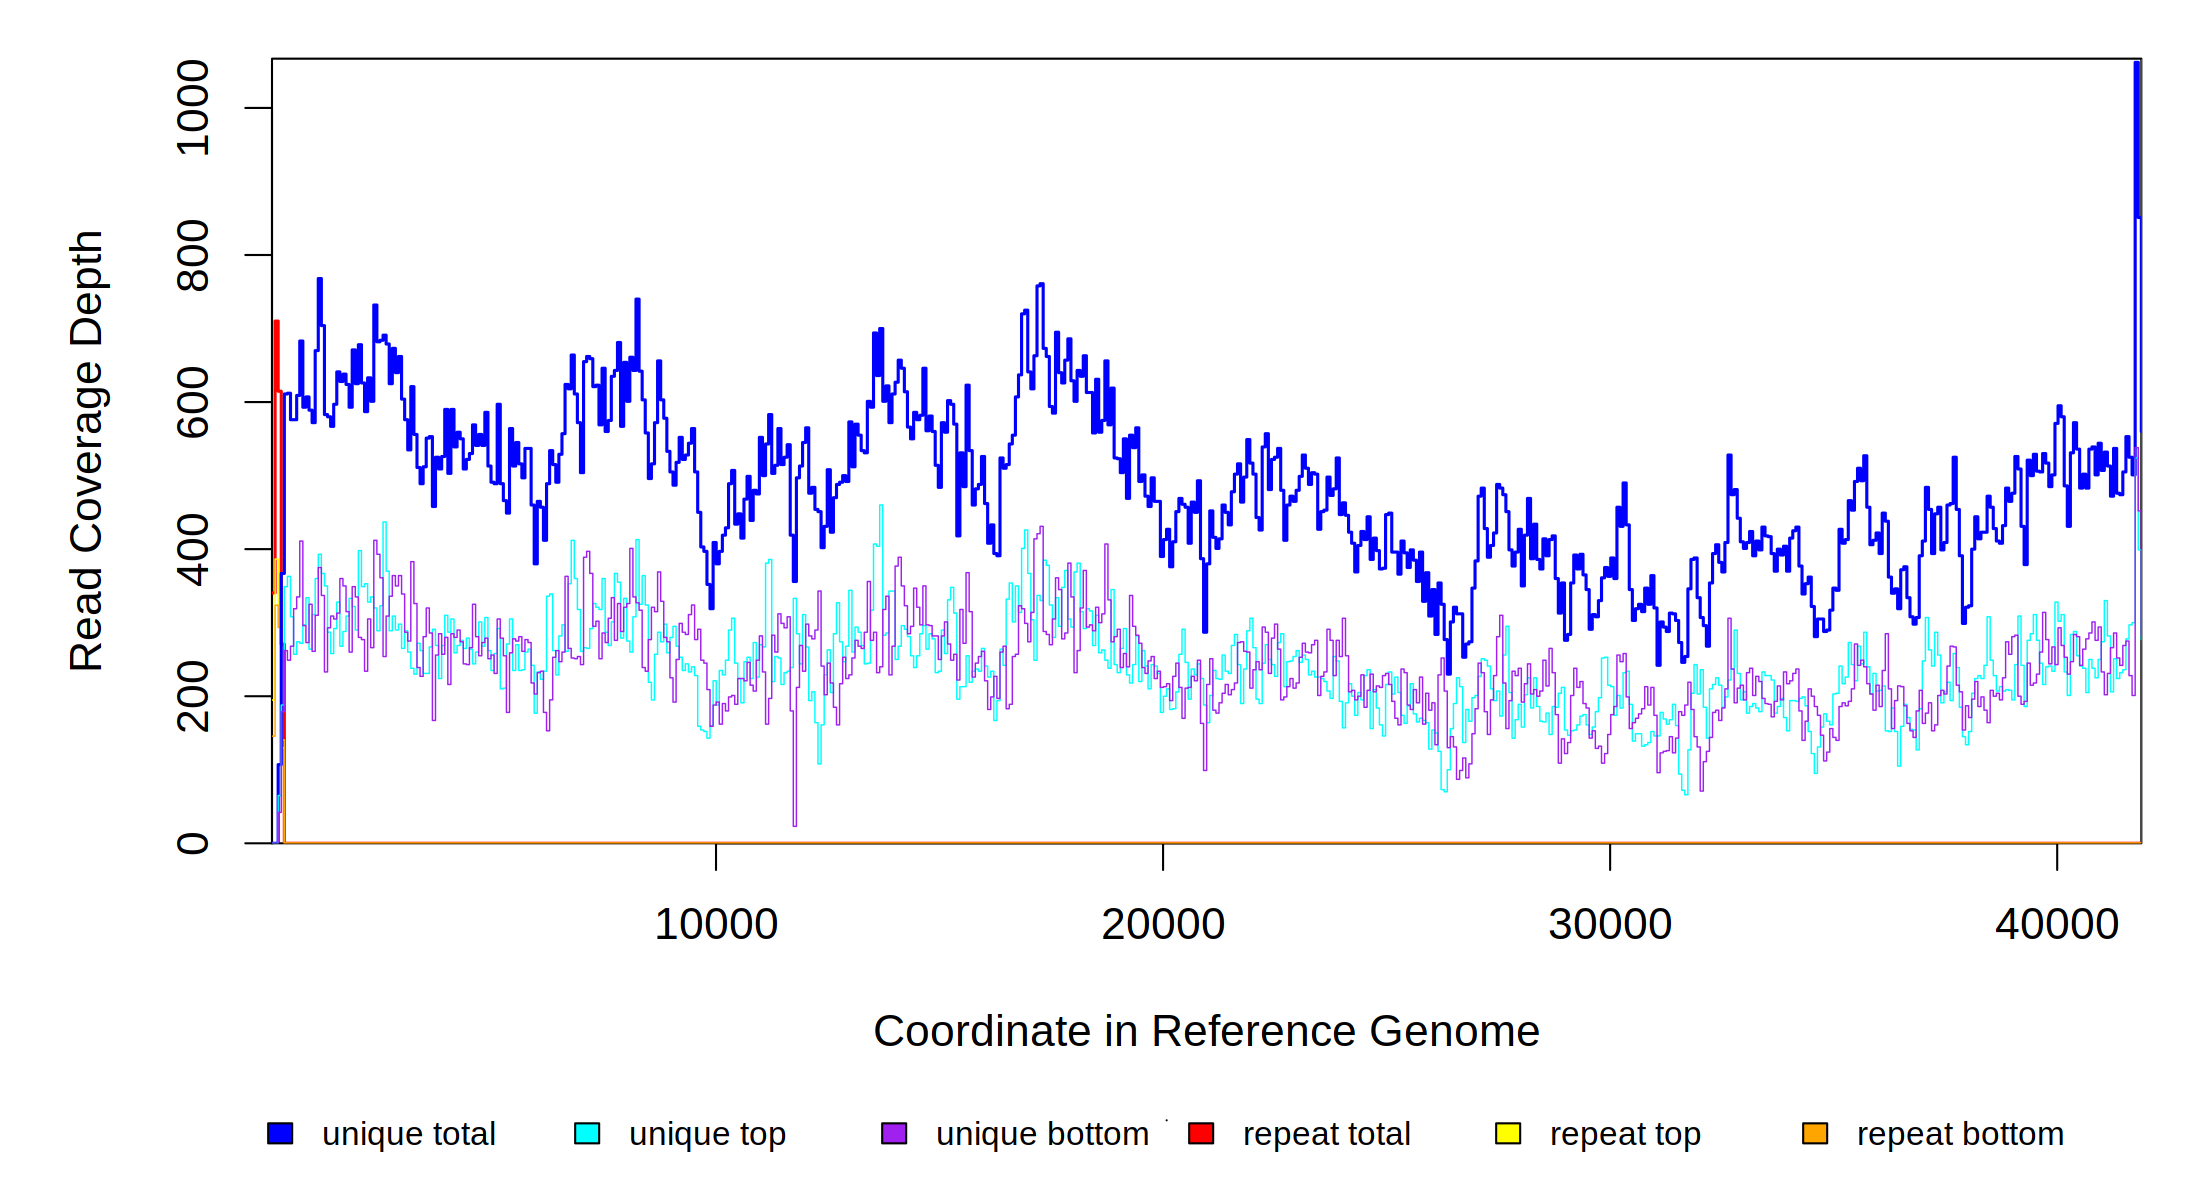 Read Coverage Depth
1000
800
600
400
200
0
10000 20000 30000 40000
Coordinate in Reference Genome
unique total unique top unique bottom repeat total repeat top repeat bottom